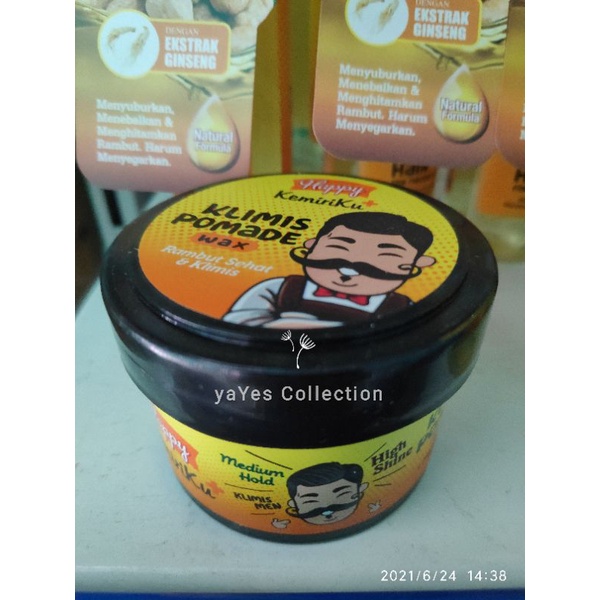 DENGAN
EKSTRAK
GINSENG
Menyuburkan,
Menebalkan &
Menghitamkan
Rambut. Harum
Menyegarkan.
Natural
Formula
DENGAN
EKSTRAK
GINSENG
Menyuburkan,
Menebalkan &
Menghitamkan
Rambut. Harum
Menyegarkan.
Natural
Formula
Happy
KemiriKu+
KLIMIS
POMADE
WAX
Rambut Sehat
& Klimis
yaYes Collection
Medium
Hold
KLIMIS
MEN
High
Shine
2021/6/24 14:38